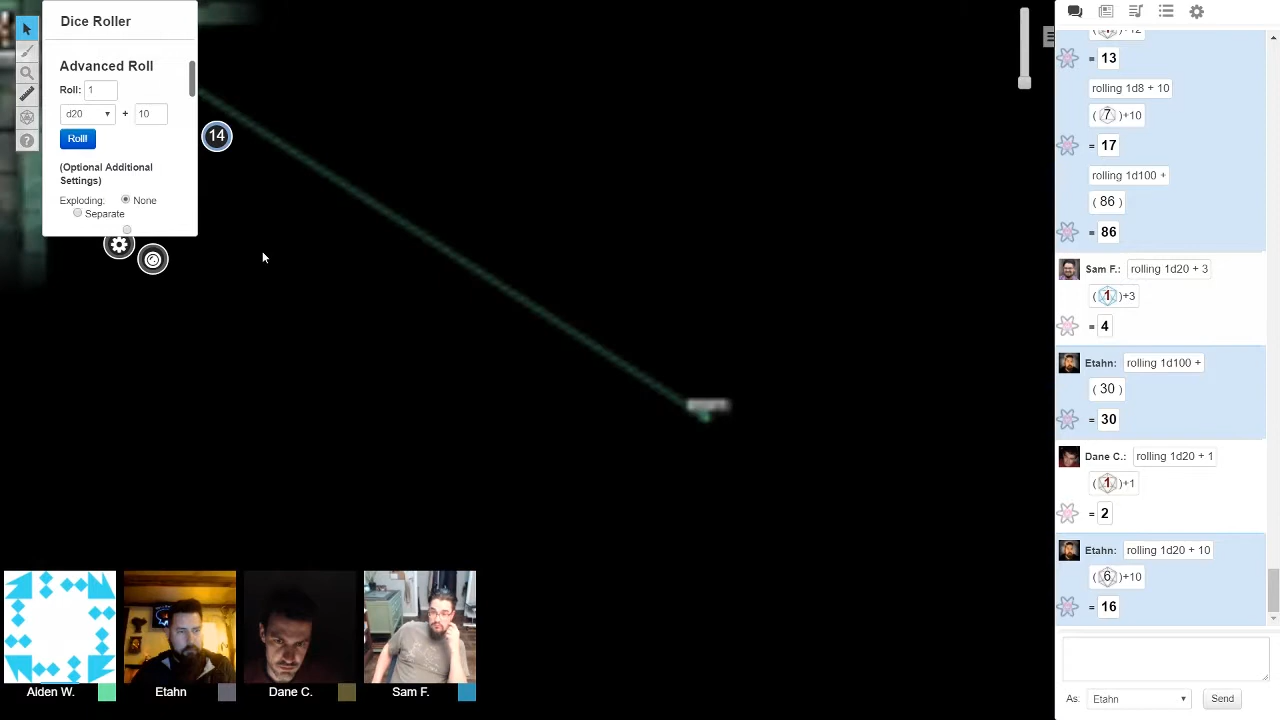 Dice Roller
Advanced Roll
Roll: 1
d20 + 10
Roll!
(Optional Additional
Settings)
Exploding: None
Separate
14
= 13
rolling 1d8 + 10
(7)+10
= 17
rolling 1d100 +
(86)
= 86
Sam F.: rolling 1d20 + 3
(1)+3
= 4
Etahn: rolling 1d100 +
(30)
= 30
Dane C.: rolling 1d20 + 1
(1)+1
= 2
Etahn: rolling 1d20 + 10
(6)+10
= 16
As: Etahn Send
Aiden W. Etahn Dane C. Sam F.